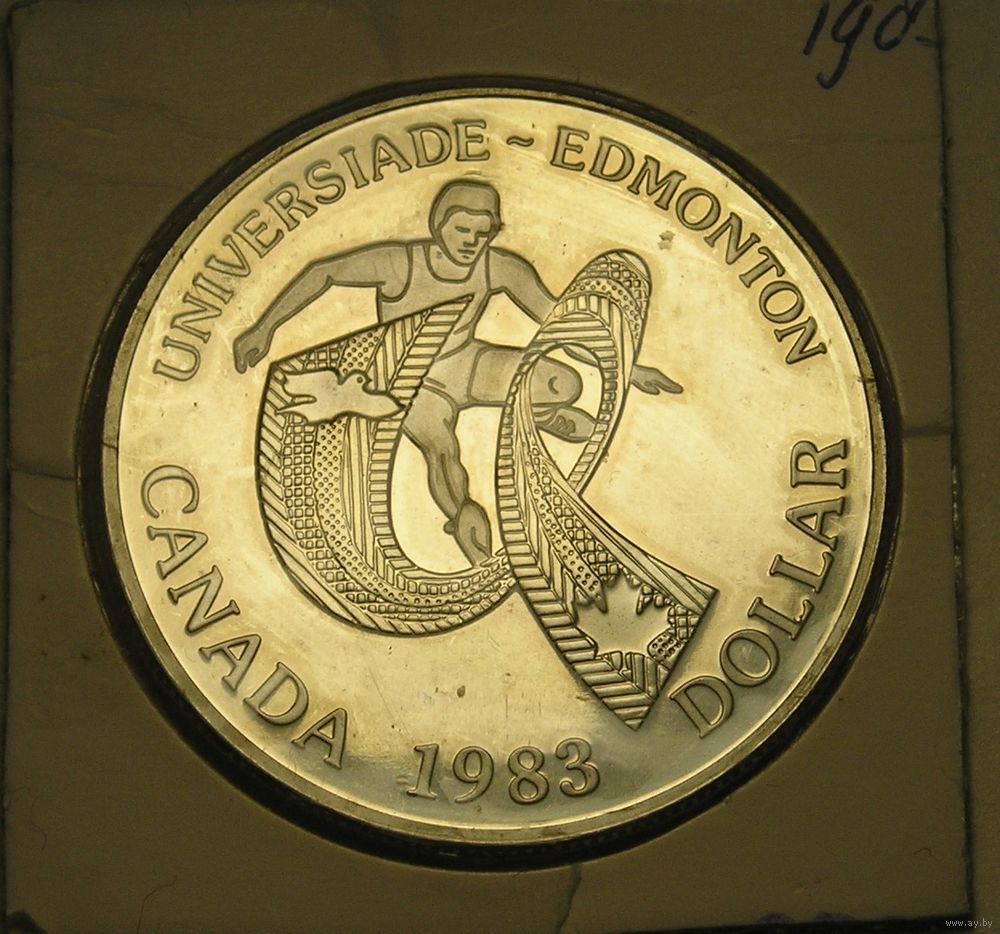 UNIVERSIADE ~ EDMONTON
CANADA 1983 DOLLAR
www.ay.by